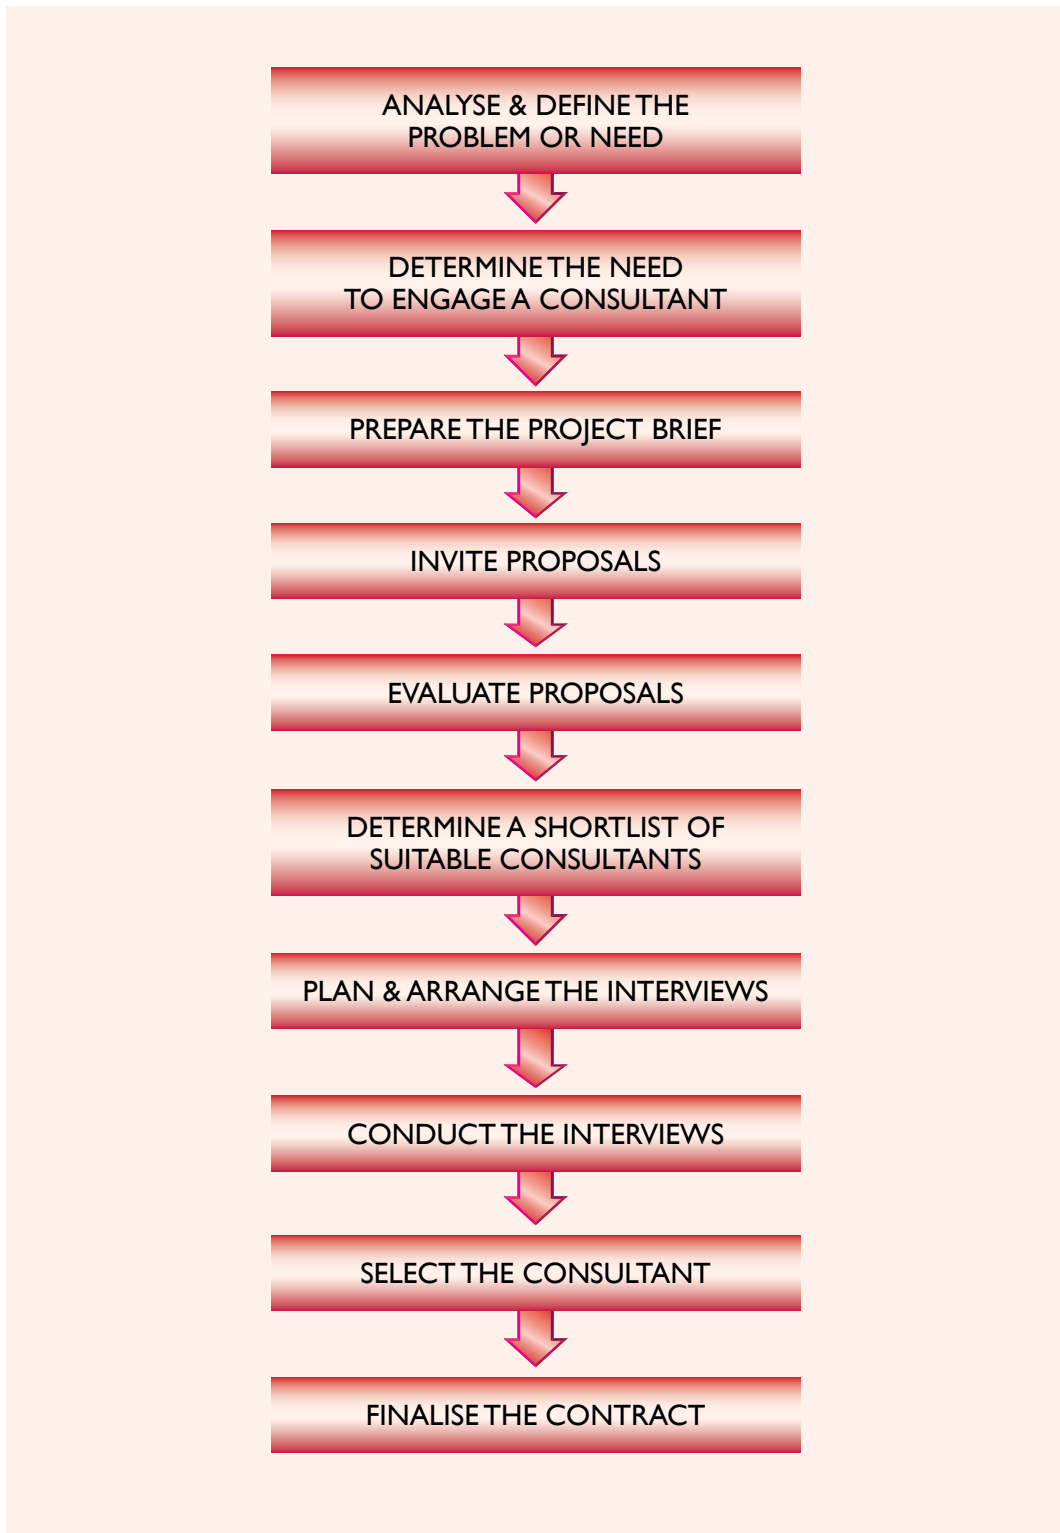 ANALYSE & DEFINE THE
PROBLEM OR NEED
DETERMINE THE NEED
TO ENGAGE A CONSULTANT
PREPARE THE PROJECT BRIEF
INVITE PROPOSALS
EVALUATE PROPOSALS
DETERMINE A SHORTLIST OF
SUITABLE CONSULTANTS
PLAN & ARRANGE THE INTERVIEWS
CONDUCT THE INTERVIEWS
SELECT THE CONSULTANT
FINALISE THE CONTRACT